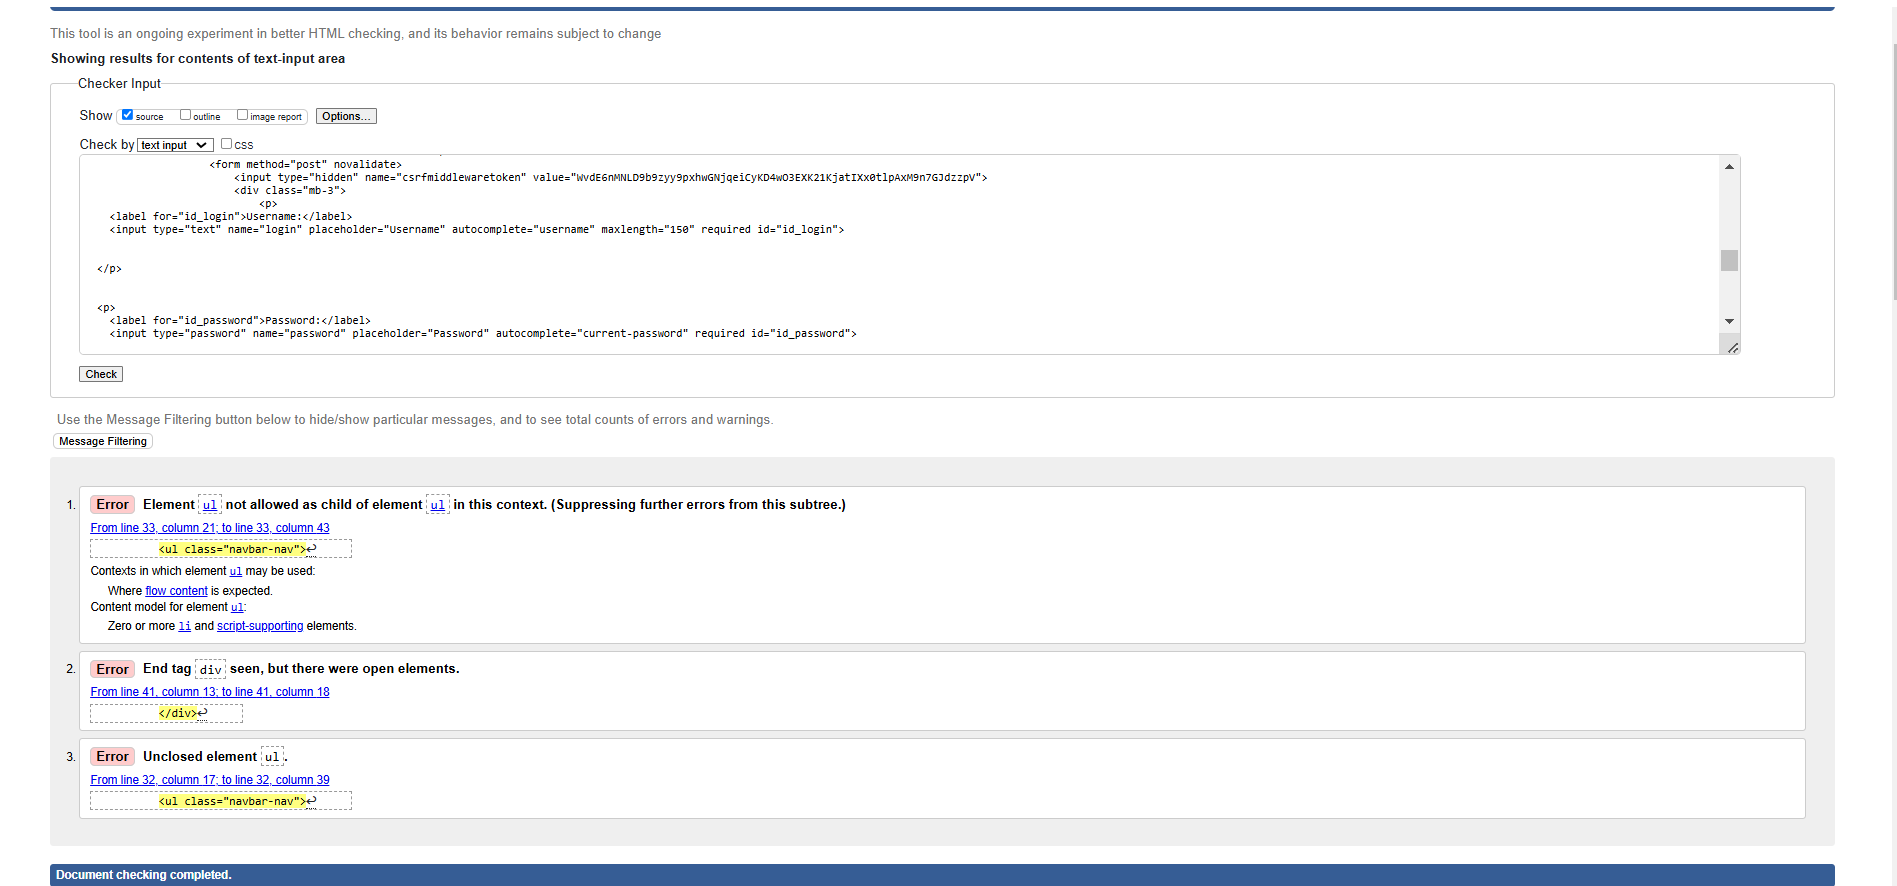 This tool is an ongoing experiment in better HTML checking, and its behavior remains subject to change
Showing results for contents of text-input area
Checker Input
Show source outline image report Options...
Check by text input css
<form method="post" novalidate>
<input type="hidden" name="csrfmiddlewaretoken" value="WvdE6nMNLD9b9zyy9pxhwGNjqeiCyKD4wO3EXK21KjatIXx0tlpAxM9n7GJdzzpV">
<div class="mb-3">
<p>
<label for="id_login">Username:</label>
<input type="text" name="login" placeholder="Username" autocomplete="username" maxlength="150" required id="id_login">
</p>
<p>
<label for="id_password">Password:</label>
<input type="password" name="password" placeholder="Password" autocomplete="current-password" required id="id_password">
Check
Use the Message Filtering button below to hide/show particular messages, and to see total counts of errors and warnings.
Message Filtering
1. Error Element ul not allowed as child of element ul in this context. (Suppressing further errors from this subtree.)
From line 33, column 21; to line 33, column 43
<ul class="navbar-nav">↩
Contexts in which element ul may be used:
Where flow content is expected.
Content model for element ul:
Zero or more li and script-supporting elements.
2. Error End tag div seen, but there were open elements.
From line 41, column 13; to line 41, column 18
</div>↩
3. Error Unclosed element ul.
From line 32, column 17; to line 32, column 39
<ul class="navbar-nav">↩
Document checking completed.